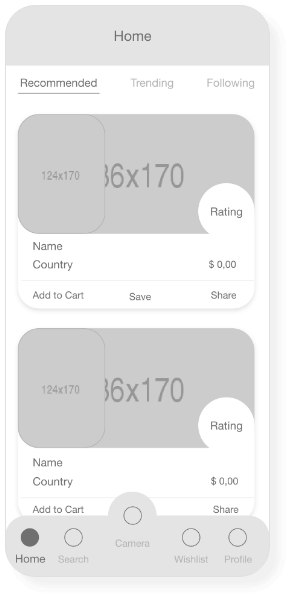 Home
Recommended Trending Following
124x170 36x170
Rating
Name
Country $ 0,00
Add to Cart Save Share
124x170 36x170
Rating
Name
Country $ 0,00
Add to Cart Share
Home Search Camera Wishlist Profile